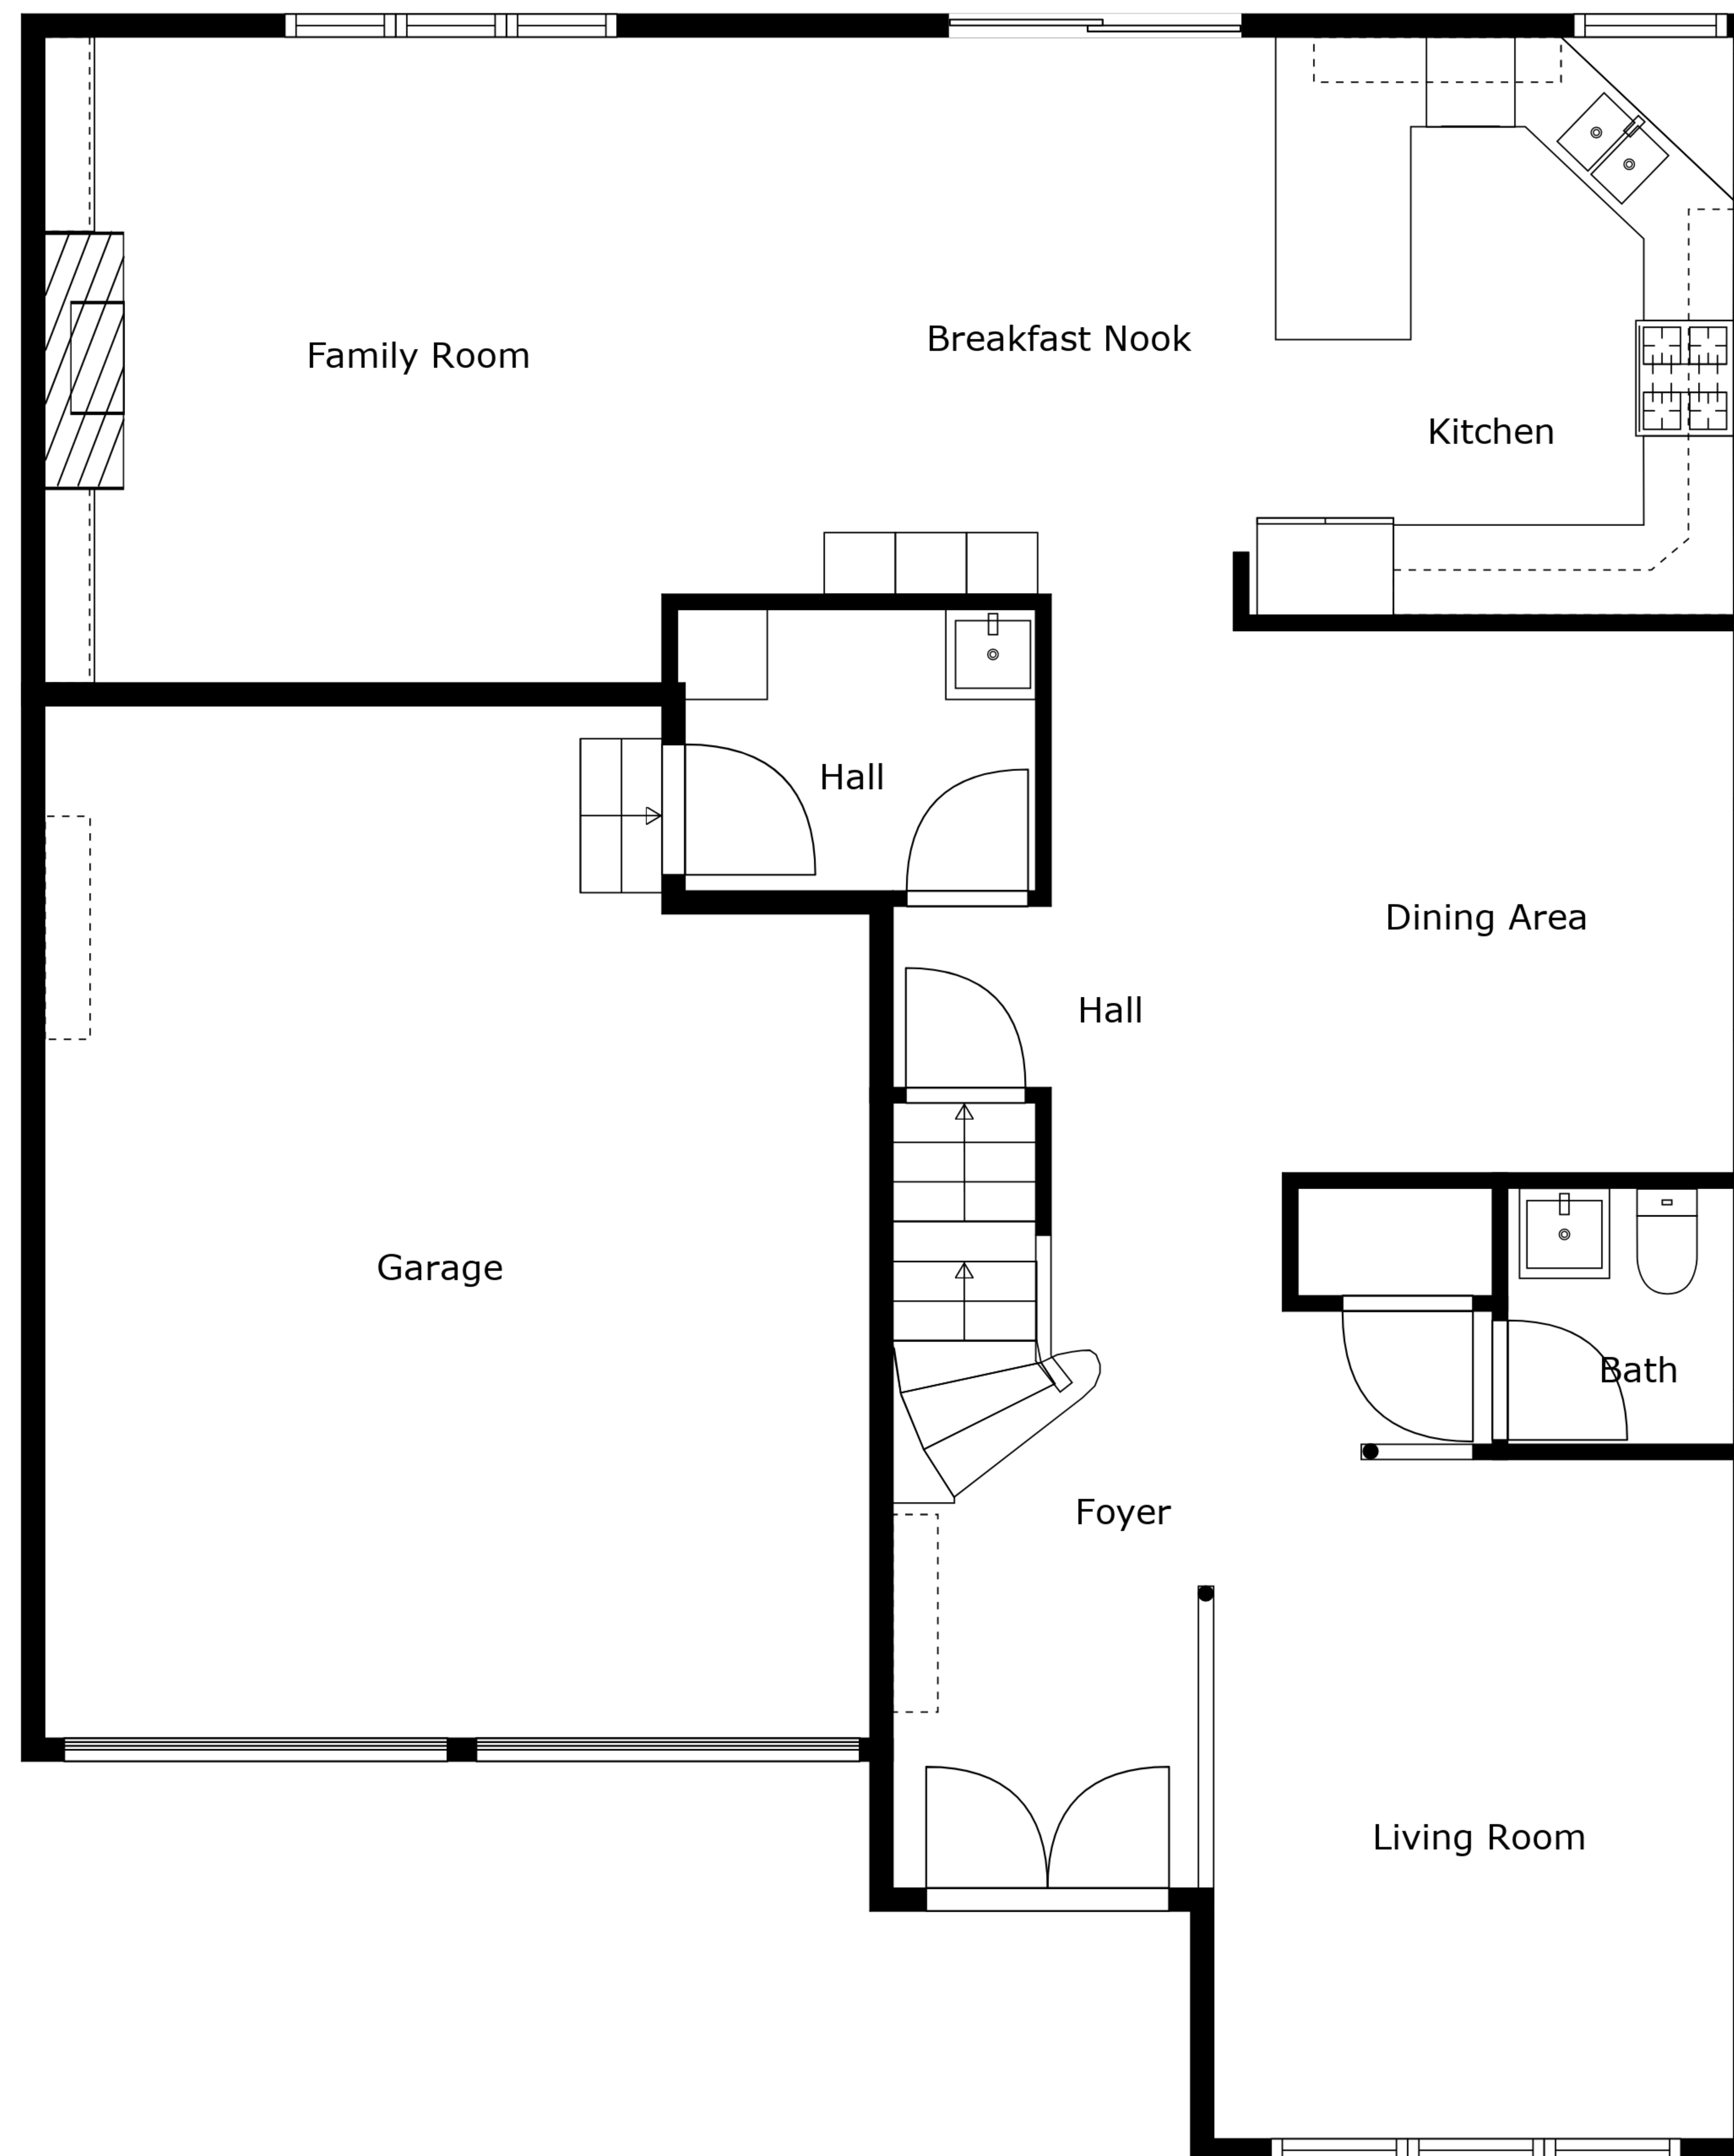 Breakfast Nook
Family Room
Kitchen
Hall
Dining Area
Hall
Garage
Bath
Foyer
Living Room